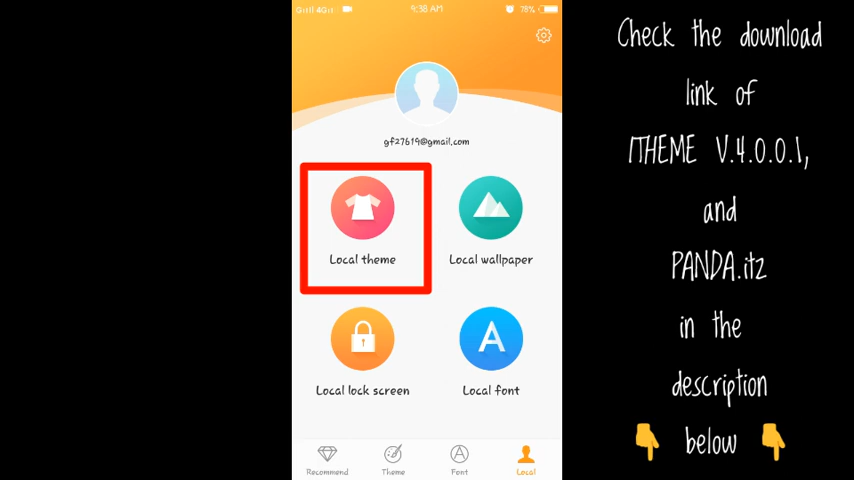 9:38 AM
78%
gf27619@gmail.com
Local theme
Local wallpaper
Local lock screen
A
Local font
Recommend
Theme
A
Font
Local
Check the download
link of
ITHEME V.4.0.0.1,
and
PANDA.itz
in the
description
below